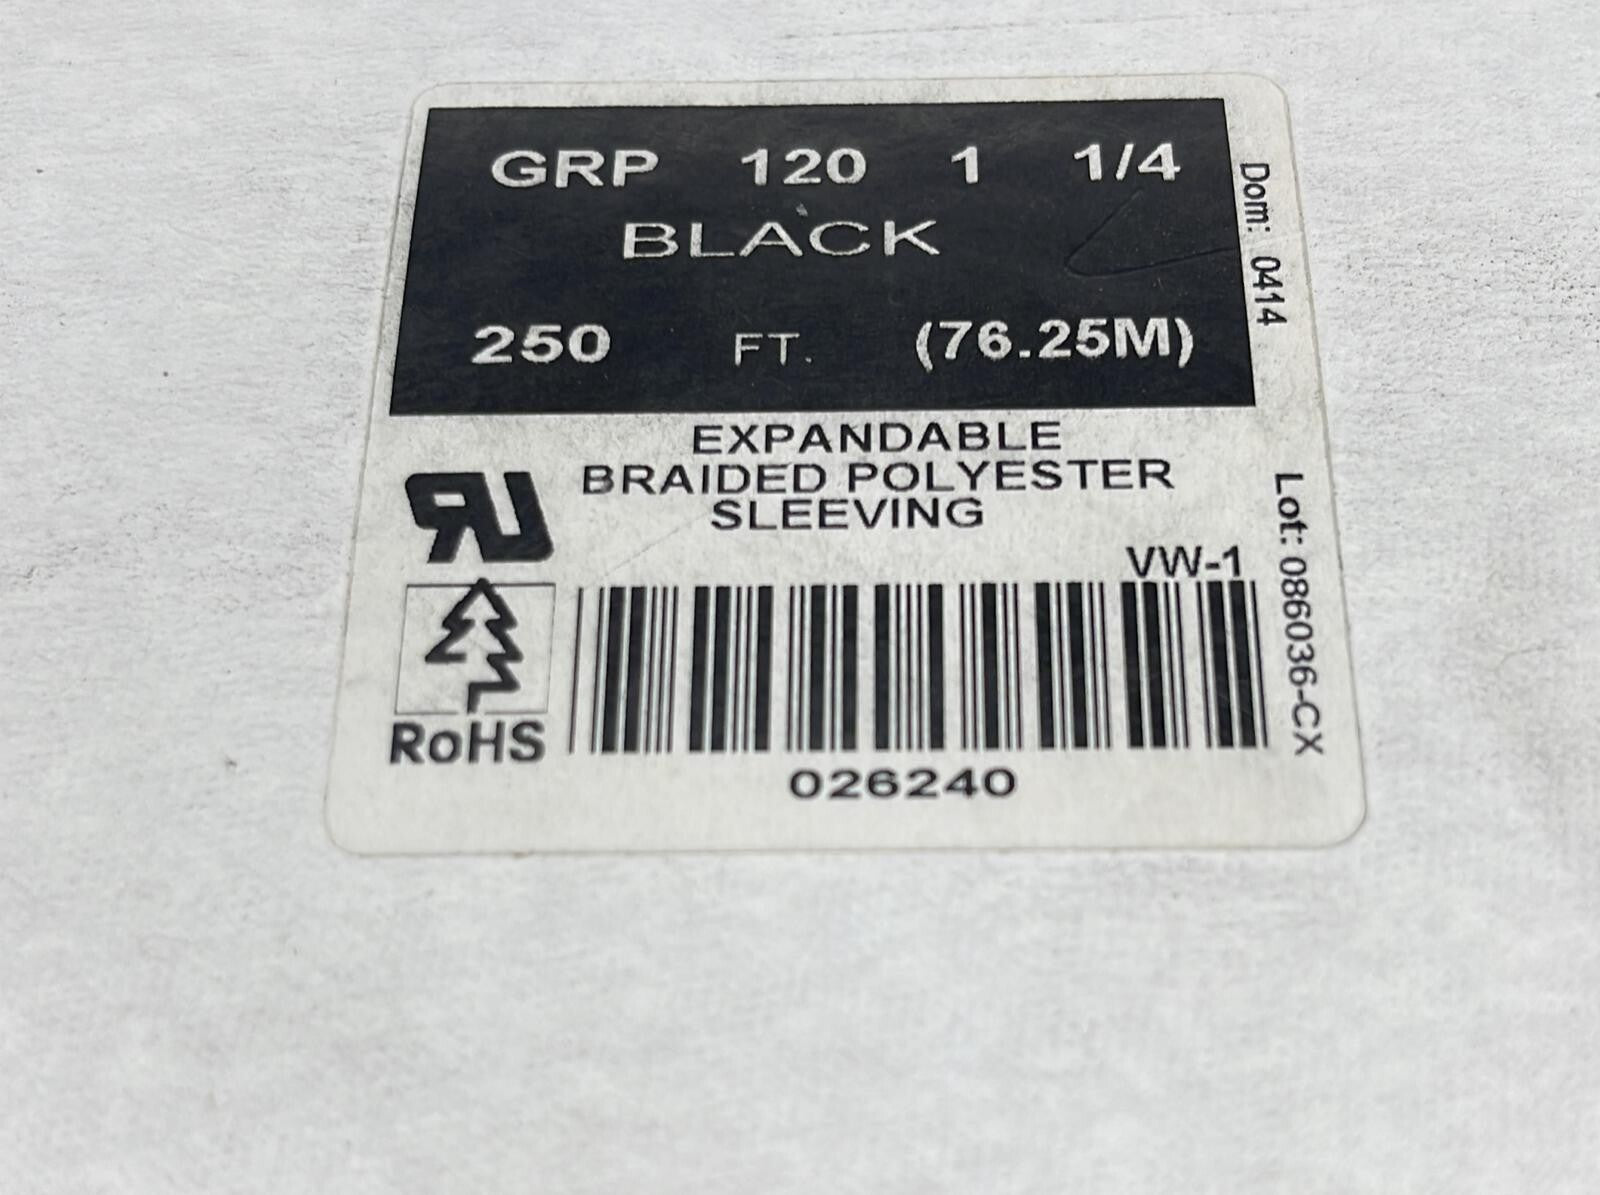 GRP 120 1 1/4
BLACK
250 FT. (76.25M)
Dom: 0414
EXPANDABLE
BRAIDED POLYESTER
SLEEVING
VW-1
Lot: 086036-CX
RU
RoHS
026240